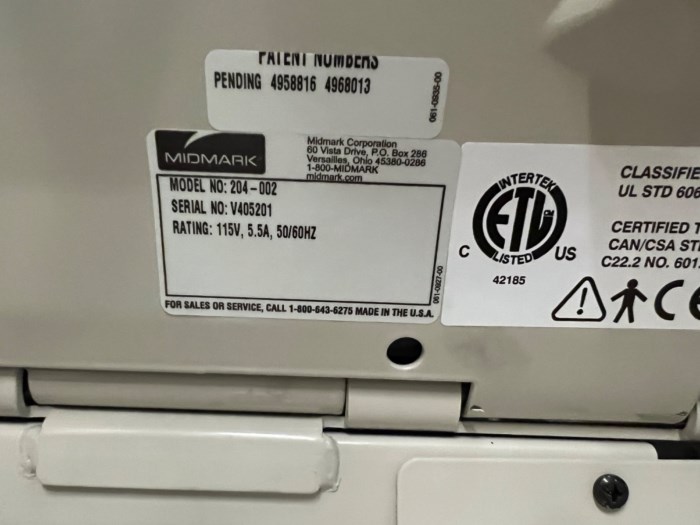 PATENT NUMBERS
PENDING 4958816 4968013
061-0935-00
MIDMARK
Midmark Corporation
60 Vista Drive, P.O. Box 286
Versailles, Ohio 45380-0286
1-800-MIDMARK
midmark.com
MODEL NO: 204-002
SERIAL NO: V405201
RATING: 115V, 5.5A, 50/60HZ
061-0927-00
FOR SALES OR SERVICE, CALL 1-800-643-6275 MADE IN THE U.S.A.
INTERTEK
ETL
LISTED
C US
42185
CLASSIFIE
UL STD 606
CERTIFIED T
CAN/CSA ST
C22.2 NO. 601.
CE